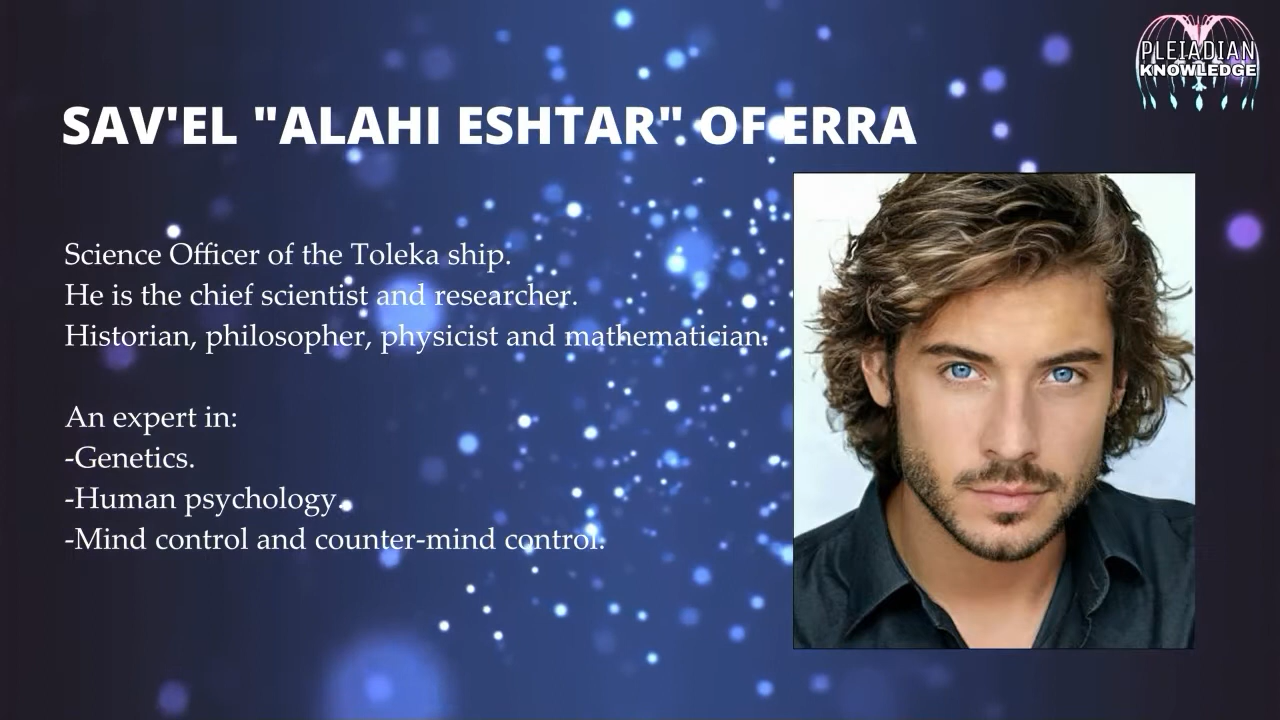 PLEIADIAN
KNOWLEDGE
SAV'EL "ALAHI ESHTAR" OF ERRA
Science Officer of the Toleka ship.
He is the chief scientist and researcher.
Historian, philosopher, physicist and mathematician.
An expert in:
-Genetics.
-Human psychology.
-Mind control and counter-mind control.